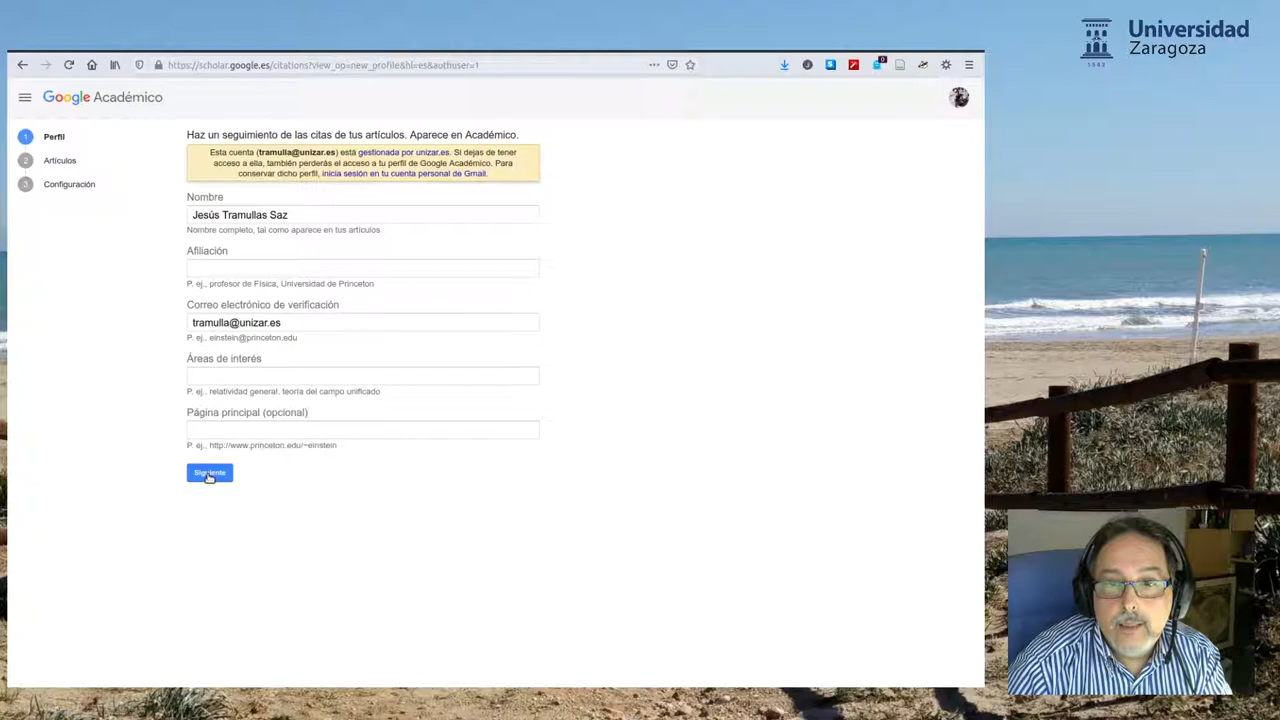 Universidad
Zaragoza
1542
https://scholar.google.es/citations?view_op=new_profile&hl=es&authuser=1
0
Google Académico
1 Perfil
2 Artículos
3 Configuración
Haz un seguimiento de las citas de tus artículos. Aparece en Académico.
Esta cuenta (tramulla@unizar.es) está gestionada por unizar.es. Si dejas de tener
acceso a ella, también perderás el acceso a tu perfil de Google Académico. Para
conservar dicho perfil, inicia sesión en tu cuenta personal de Gmail.
Nombre
Jesús Tramullas Saz
Nombre completo, tal como aparece en tus artículos
Afiliación
P. ej., profesor de Física, Universidad de Princeton
Correo electrónico de verificación
tramulla@unizar.es
P. ej., einstein@princeton.edu
Áreas de interés
P. ej., relatividad general, teoría del campo unificado
Página principal (opcional)
P. ej., http://www.princeton.edu/~einstein
Siguiente